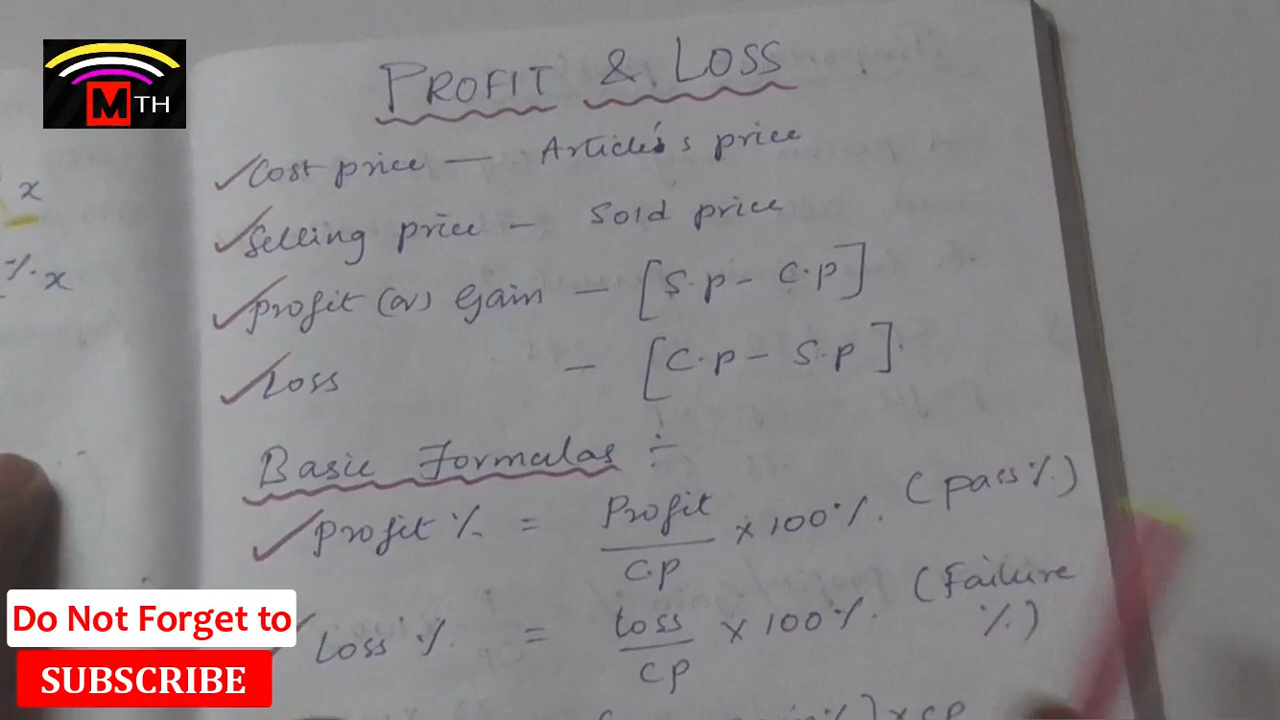 MTH
PROFIT & LOSS
Cost price — Article's price
Selling price - Sold price
profit (or) Gain - [S.p - C.p]
Loss - [C.p - S.p].
Basic Formulas :-
profit % = Profit / C.p × 100%. (pass%)
Loss % = Loss / CP × 100%. (Failure %)
%] × CP
x
%. x
Do Not Forget to
SUBSCRIBE